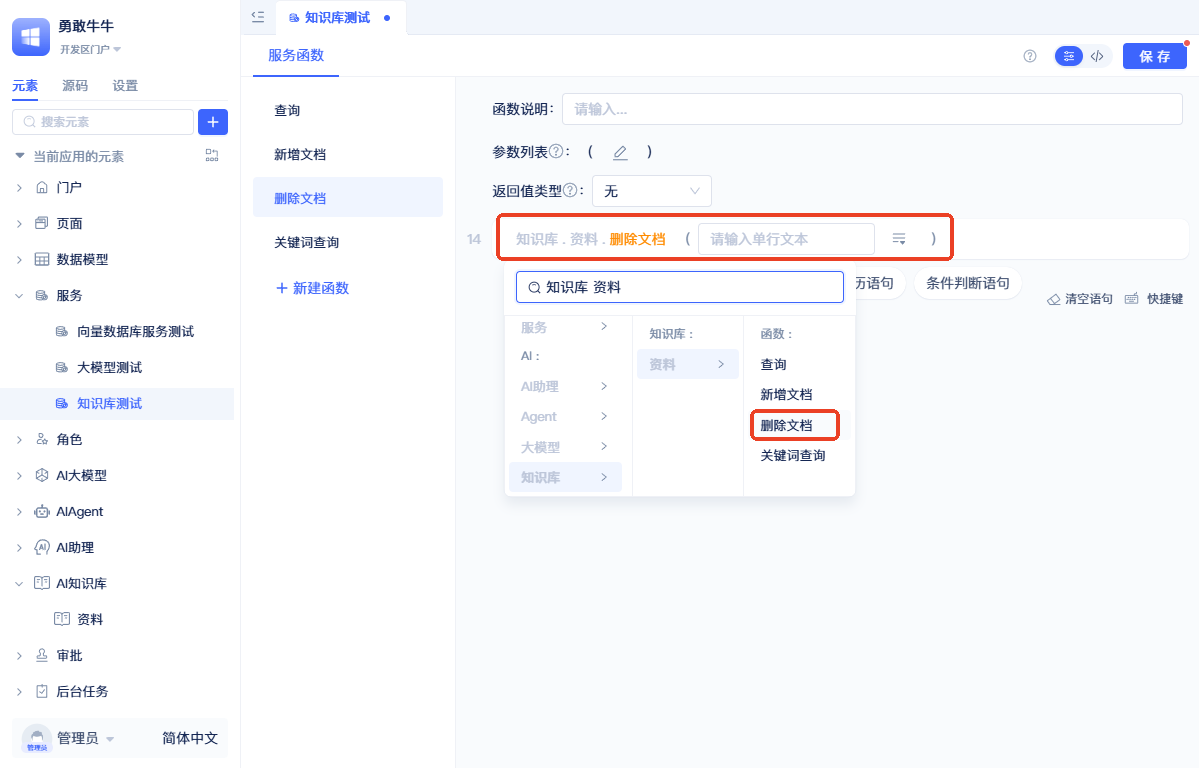 勇敢牛牛
开发区门户
元素 源码 设置
搜索元素
当前应用的元素
门户
页面
数据模型
服务
向量数据库服务测试
大模型测试
知识库测试
角色
AI大模型
AIAgent
AI助理
AI知识库
资料
审批
后台任务
管理员
管理员 简体中文
知识库测试
服务函数
保存
查询
新增文档
删除文档
关键词查询
新建函数
函数说明: 请输入...
参数列表 : ( )
返回值类型 : 无
14 知识库 . 资料 . 删除文档 ( 请输入单行文本 )
知识库 资料
历语句 条件判断语句
清空语句 快捷键
服务
AI :
AI助理
Agent
大模型
知识库
知识库 :
资料
函数 :
查询
新增文档
删除文档
关键词查询